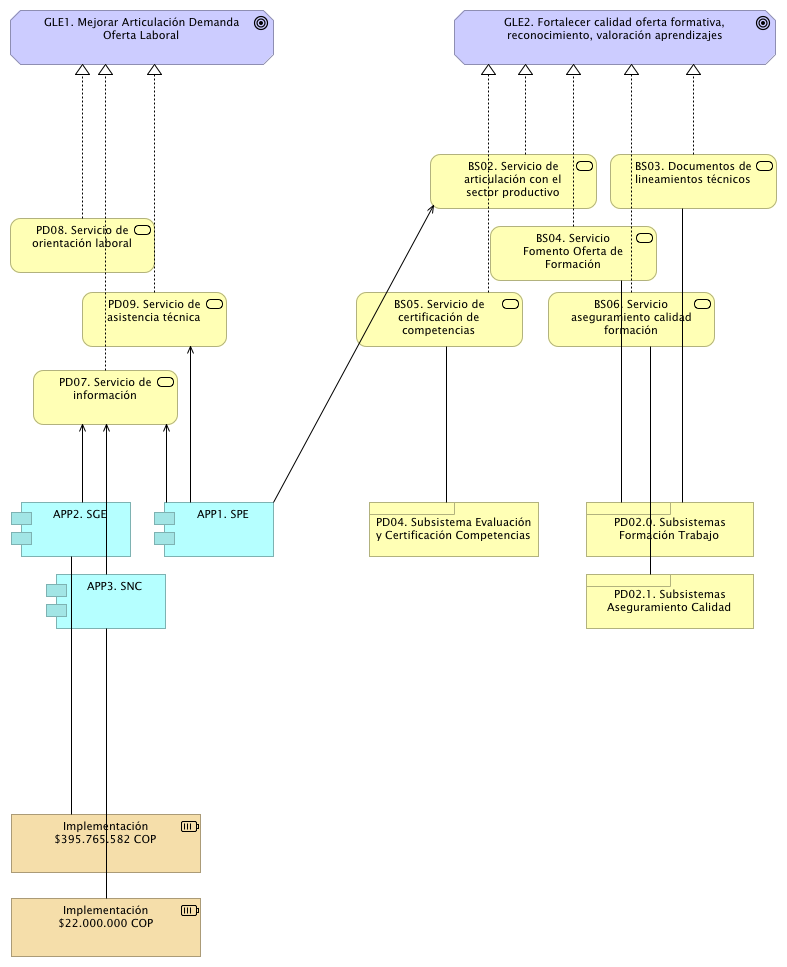 GLE1. Mejorar Articulación Demanda
Oferta Laboral
GLE2. Fortalecer calidad oferta formativa,
reconocimiento, valoración aprendizajes
BS02. Servicio de
articulación con el
sector productivo
BS03. Documentos de
lineamientos técnicos
PD08. Servicio de
orientación laboral
BS04. Servicio
Fomento Oferta de
Formación
PD09. Servicio de
asistencia técnica
BS05. Servicio de
certificación de
competencias
BS06. Servicio
aseguramiento calidad
formación
PD07. Servicio de
información
APP2. SGE
APP1. SPE
PD04. Subsistema Evaluación
y Certificación Competencias
PD02.0. Subsistemas
Formación Trabajo
APP3. SNC
PD02.1. Subsistemas
Aseguramiento Calidad
Implementación
$395.765.582 COP
Implementación
$22.000.000 COP